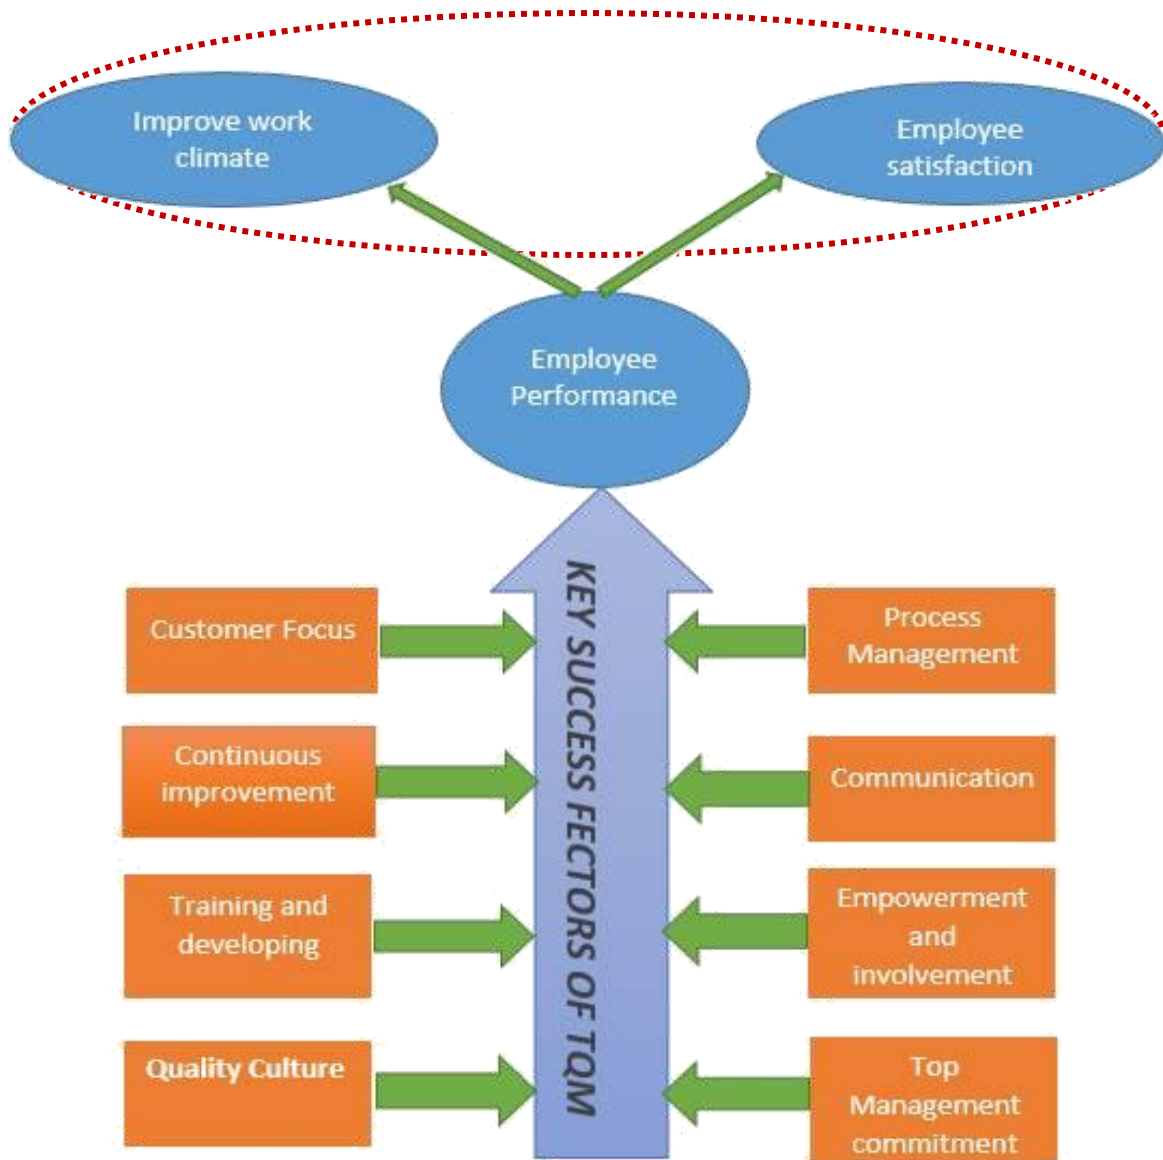 Improve work
climate
Employee
satisfaction
Employee
Performance
KEY SUCCESS FECTORS OF TQM
Customer Focus
Process
Management
Continuous
improvement
Communication
Training and
developing
Empowerment
and
involvement
Quality Culture
Top
Management
commitment